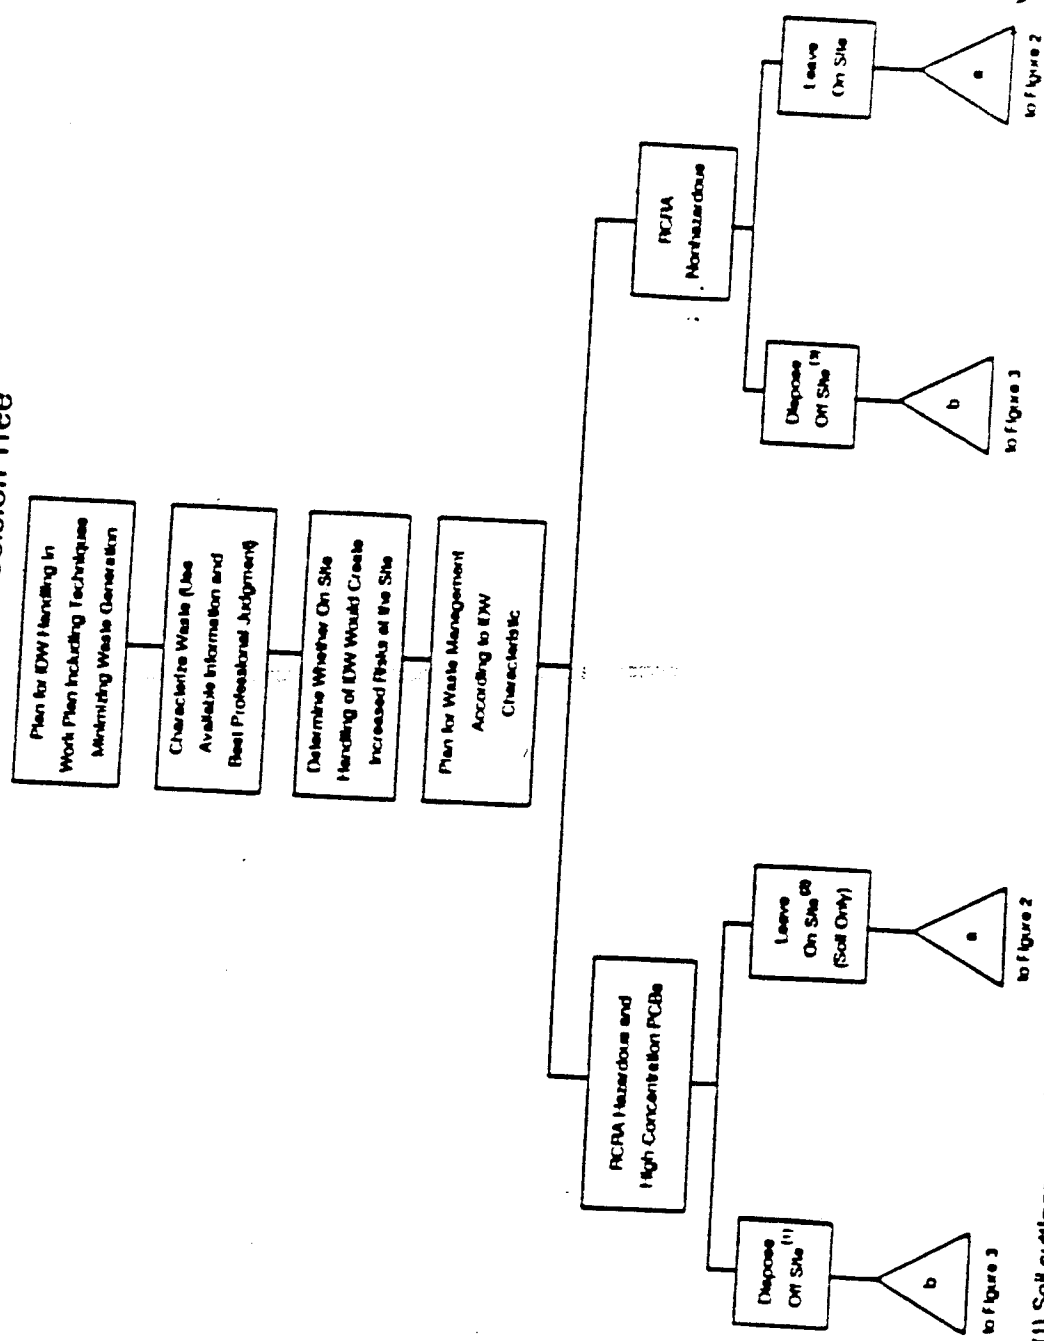 Tree
Plan for IDW Handling in
Work Plan Including Techniques
Minimizing Waste Generation
Characterize Waste (Use
Available Information and
Best Professional Judgment)
Determine Whether On Site
Handling of IDW Would Create
Increased Risks at the Site
Plan for Waste Management
According to IDW
Characteristic
RCRA Hazardous and
High Concentration PCBs
RCRA
Nonhazardous
Dispose
Off Site (1)
Leave
On Site (2)
(Soil Only)
Dispose
Off Site (3)
Leave
On Site
b
a
b
a
to Figure 3
to Figure 2
to Figure 3
to Figure 2
(1) Soil